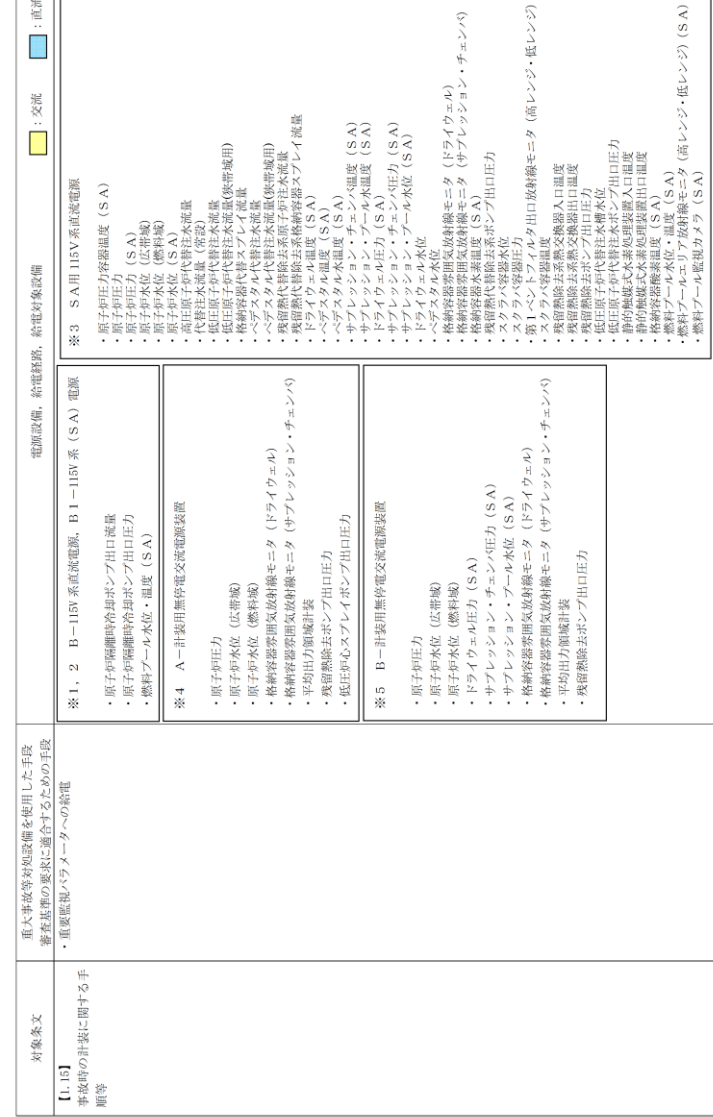 対象条文
重大事故等対処設備を使用した手段
審査基準の要求に適合するための手段
電源設備，給電経路，給電対象設備
：交流
：直流
【1.15】
事故時の計装に関する手
順等
・重要監視パラメータへの給電
※1，2 B－115V系直流電源，B1－115V系（SA）電源
・原子炉隔離時冷却ポンプ出口流量
・原子炉隔離時冷却ポンプ出口圧力
・燃料プール水位・温度（SA）
※4 A－計装用無停電交流電源装置
・原子炉圧力
・原子炉水位（広帯域）
・原子炉水位（燃料域）
・格納容器雰囲気放射線モニタ（ドライウェル）
・格納容器雰囲気放射線モニタ（サプレッション・チェンバ）
・平均出力領域計装
・残留熱除去ポンプ出口圧力
・低圧炉心スプレイポンプ出口圧力
※5 B－計装用無停電交流電源装置
・原子炉圧力
・原子炉水位（広帯域）
・原子炉水位（燃料域）
・ドライウェル圧力（SA）
・サプレッション・チェンバ圧力（SA）
・サプレッション・プール水位（SA）
・格納容器雰囲気放射線モニタ（ドライウェル）
・格納容器雰囲気放射線モニタ（サプレッション・チェンバ）
・平均出力領域計装
・残留熱除去ポンプ出口圧力
※3 SA用115V系直流電源
・原子炉圧力容器温度（SA）
・原子炉圧力
・原子炉圧力（SA）
・原子炉水位（広帯域）
・原子炉水位（燃料域）
・原子炉水位（SA）
・高圧原子炉代替注水流量
・代替注水流量（常設）
・低圧原子炉代替注水流量
・低圧原子炉代替注水流量(狭帯域用)
・格納容器代替スプレイ流量
・ペデスタル代替注水流量
・ペデスタル代替注水流量(狭帯域用)
・残留熱代替除去系原子炉注水流量
・残留熱代替除去系格納容器スプレイ流量
・ドライウェル温度（SA）
・ペデスタル温度（SA）
・ペデスタル水温度（SA）
・サプレッション・チェンバ温度（SA）
・サプレッション・プール水温度（SA）
・ドライウェル圧力（SA）
・サプレッション・チェンバ圧力（SA）
・サプレッション・プール水位（SA）
・ドライウェル水位
・ペデスタル水位
・格納容器雰囲気放射線モニタ（ドライウェル）
・格納容器雰囲気放射線モニタ（サプレッション・チェンバ）
・格納容器水素濃度（SA）
・残留熱代替除去系ポンプ出口圧力
・スクラバ容器水位
・スクラバ容器圧力
・第1ベントフィルタ出口放射線モニタ（高レンジ・低レンジ）
・スクラバ容器温度
・残留熱除去系熱交換器入口温度
・残留熱除去系熱交換器出口温度
・残留熱除去ポンプ出口圧力
・低圧原子炉代替注水槽水位
・低圧原子炉代替注水ポンプ出口圧力
・静的触媒式水素処理装置入口温度
・静的触媒式水素処理装置出口温度
・格納容器酸素濃度（SA）
・燃料プール水位・温度（SA）
・燃料プールエリア放射線モニタ（高レンジ・低レンジ）（SA）
・燃料プール監視カメラ（SA）